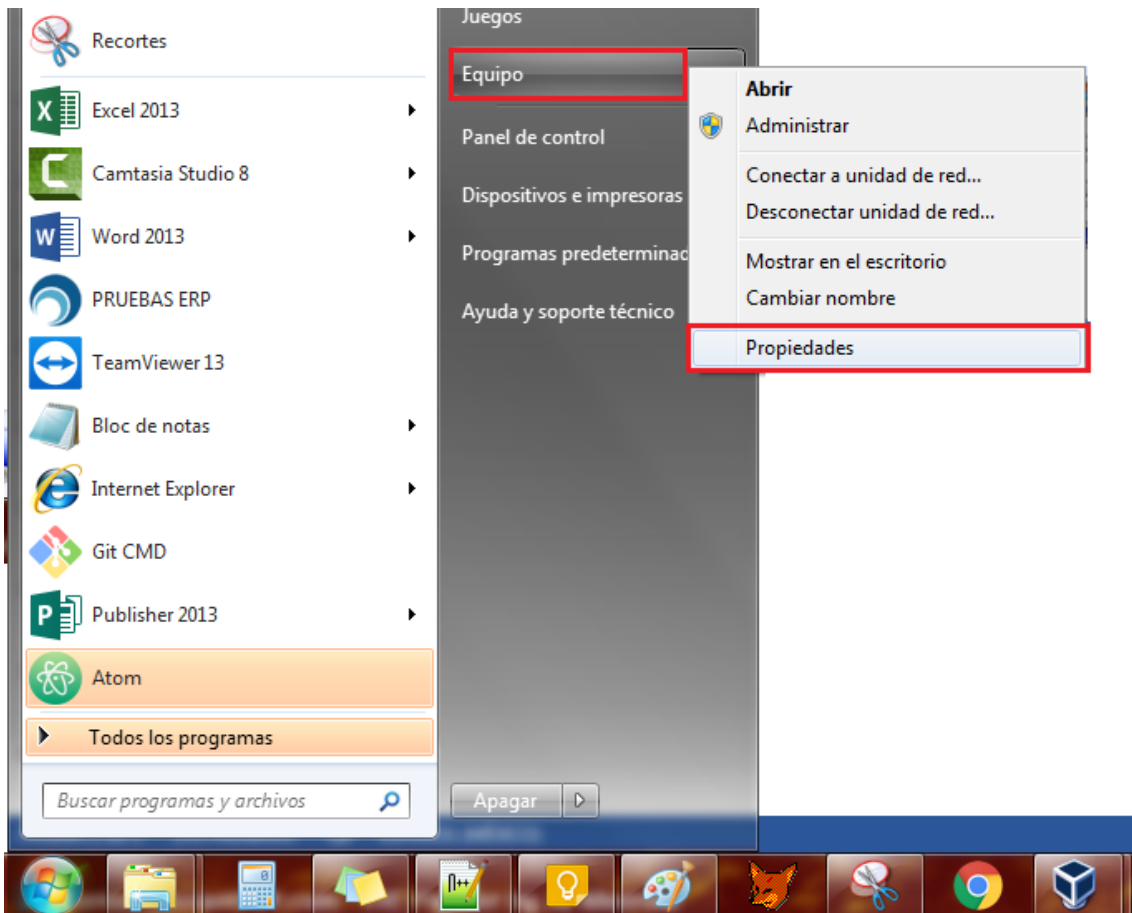 Recortes
Excel 2013
Camtasia Studio 8
Word 2013
PRUEBAS ERP
TeamViewer 13
Bloc de notas
Internet Explorer
Git CMD
Publisher 2013
Atom
Todos los programas
Buscar programas y archivos
Juegos
Equipo
Panel de control
Dispositivos e impresoras
Programas predeterminad
Ayuda y soporte técnico
Apagar
Abrir
Administrar
Conectar a unidad de red...
Desconectar unidad de red...
Mostrar en el escritorio
Cambiar nombre
Propiedades